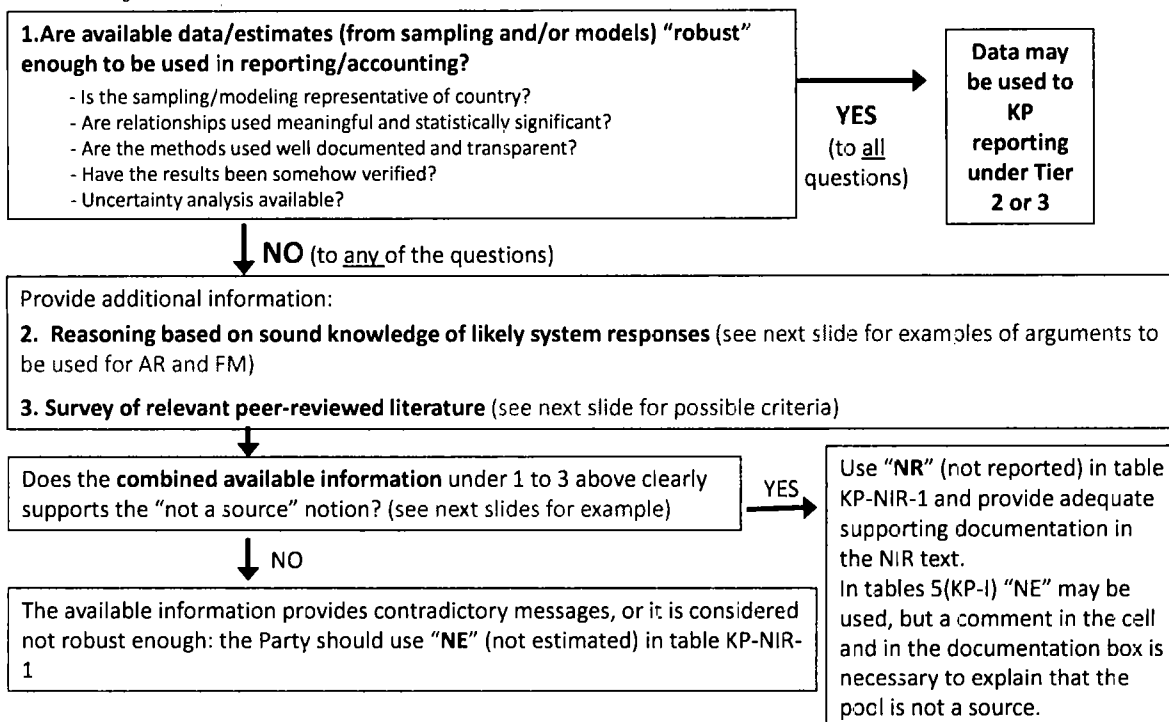 1.Are available data/estimates (from sampling and/or models) "robust"
enough to be used in reporting/accounting?
- Is the sampling/modeling representative of country?
- Are relationships used meaningful and statistically significant?
- Are the methods used well documented and transparent?
- Have the results been somehow verified?
- Uncertainty analysis available?
YES
(to all
questions)
Data may
be used to
KP
reporting
under Tier
2 or 3
NO (to any of the questions)
Provide additional information:
2. Reasoning based on sound knowledge of likely system responses (see next slide for examples of arguments to
be used for AR and FM)
3. Survey of relevant peer-reviewed literature (see next slide for possible criteria)
Does the combined available information under 1 to 3 above clearly
supports the "not a source" notion? (see next slides for example)
YES
Use "NR" (not reported) in table
KP-NIR-1 and provide adequate
supporting documentation in
the NIR text.
In tables 5(KP-I) "NE" may be
used, but a comment in the cell
and in the documentation box is
necessary to explain that the
pool is not a source.
NO
The available information provides contradictory messages, or it is considered
not robust enough: the Party should use "NE" (not estimated) in table KP-NIR-
1